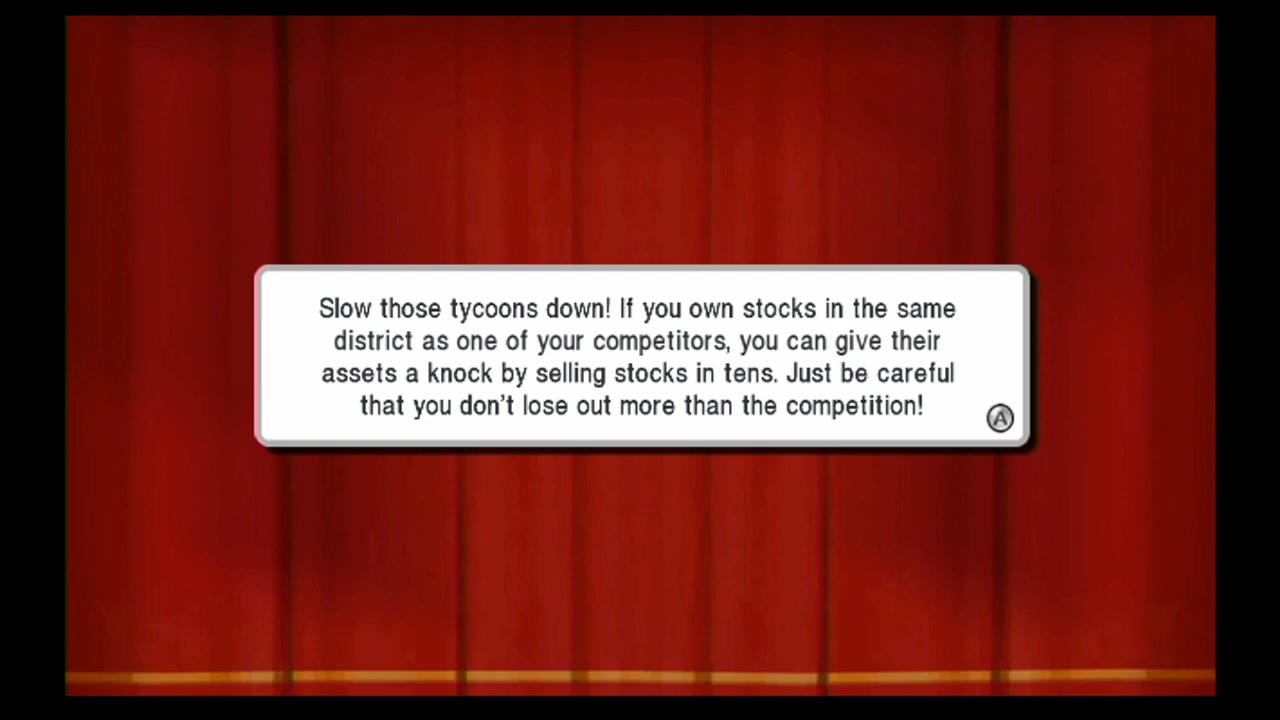 Slow those tycoons down! If you own stocks in the same
district as one of your competitors, you can give their
assets a knock by selling stocks in tens. Just be careful
that you don't lose out more than the competition!
A